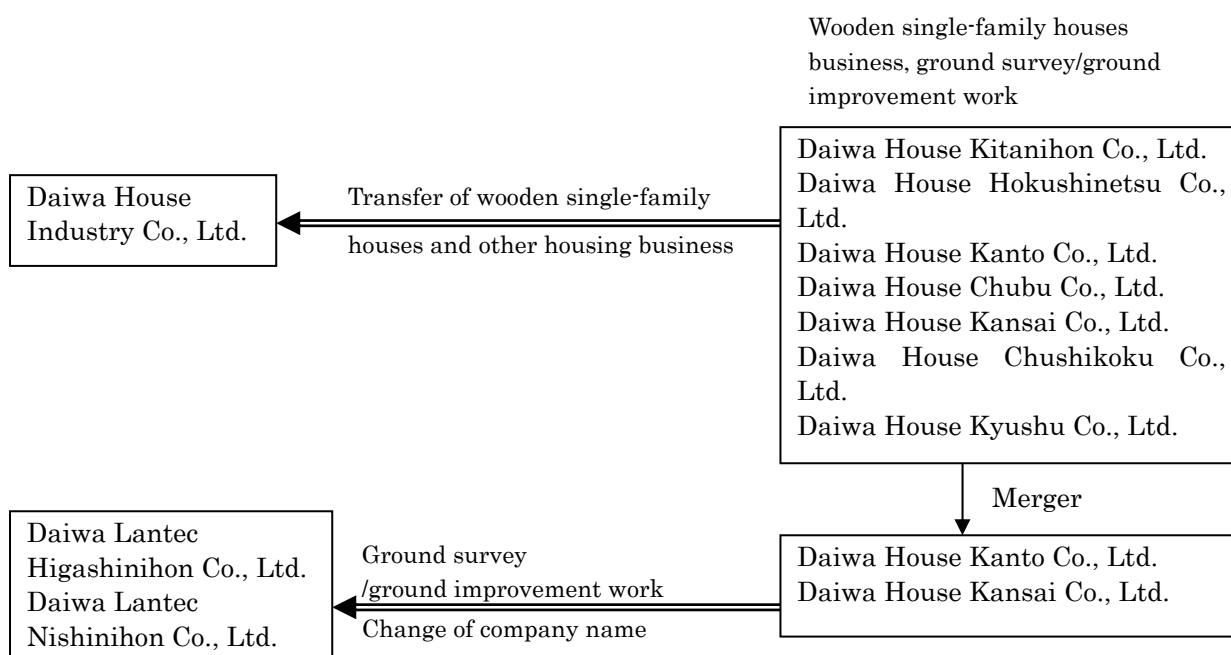 Wooden single-family houses
business, ground survey/ground
improvement work
Daiwa House Kitanihon Co., Ltd.
Daiwa House Hokushinetsu Co.,
Ltd.
Daiwa House Kanto Co., Ltd.
Daiwa House Chubu Co., Ltd.
Daiwa House Kansai Co., Ltd.
Daiwa House Chushikoku Co.,
Ltd.
Daiwa House Kyushu Co., Ltd.
Daiwa House
Industry Co., Ltd.
Transfer of wooden single-family
houses and other housing business
Merger
Daiwa Lantec
Higashinihon Co., Ltd.
Daiwa Lantec
Nishinihon Co., Ltd.
Ground survey
/ground improvement work
Change of company name
Daiwa House Kanto Co., Ltd.
Daiwa House Kansai Co., Ltd.